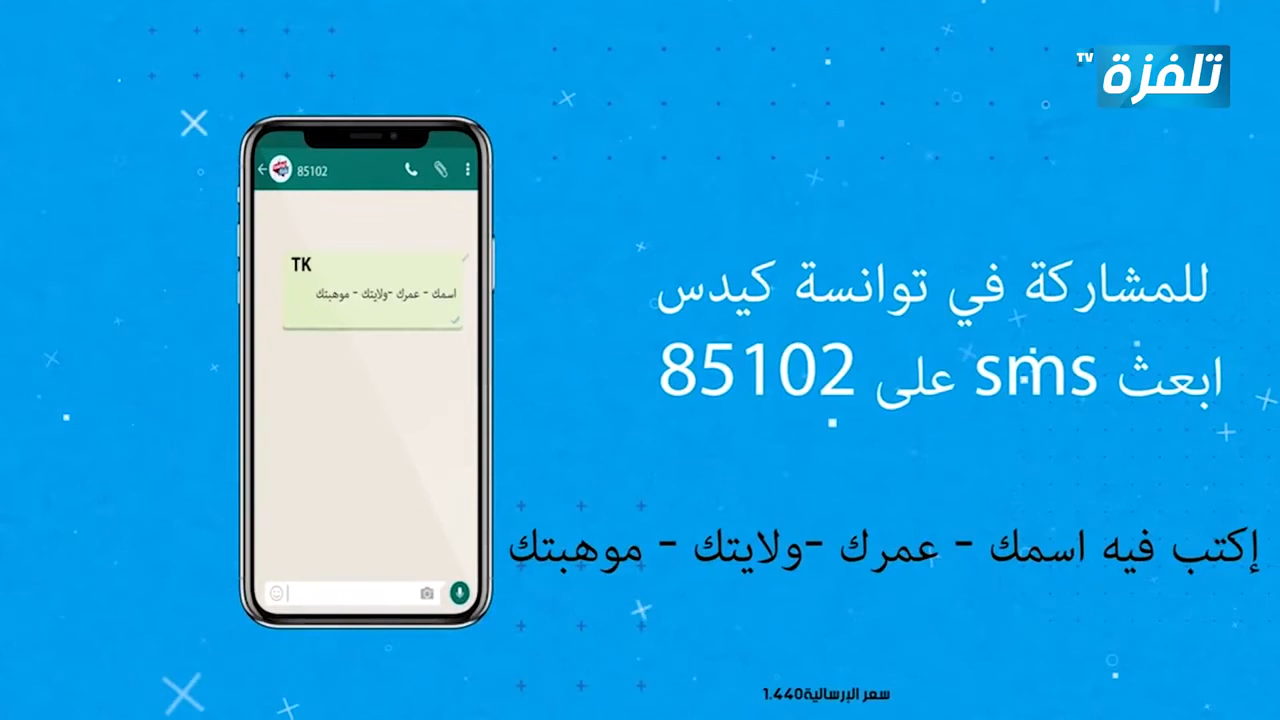 تلفزة TV
85102
TK
اسمك - عمرك -ولايتك - موهبتك
للمشاركة في توانسة كيدس
ابعث sms على 85102
إكتب فيه اسمك - عمرك -ولايتك - موهبتك
سعر الإرسالية1.440